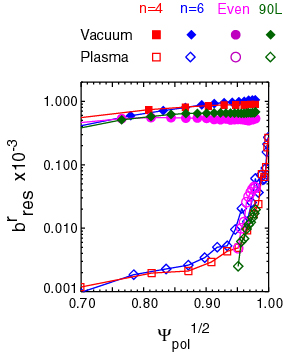 n=4 n=6 Even 90L
Vacuum
Plasma
1.000
0.100
0.010
0.001
b^r_res x10^-3
0.70 0.80 0.90 1.00
Ψ_pol^1/2